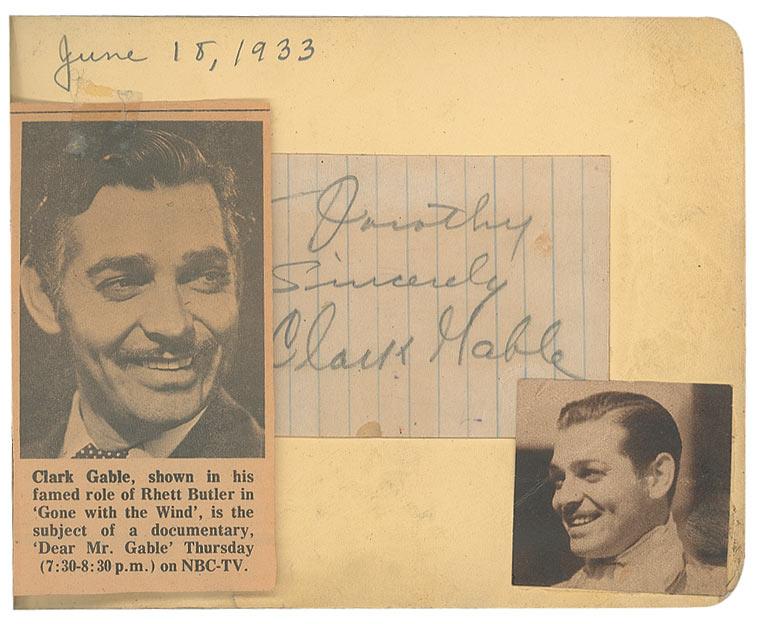 June 18, 1933
Dorothy
Sincerely
Clark Gable
Clark Gable, shown in his
famed role of Rhett Butler in
‘Gone with the Wind’, is the
subject of a documentary,
‘Dear Mr. Gable’ Thursday
(7:30-8:30 p.m.) on NBC-TV.